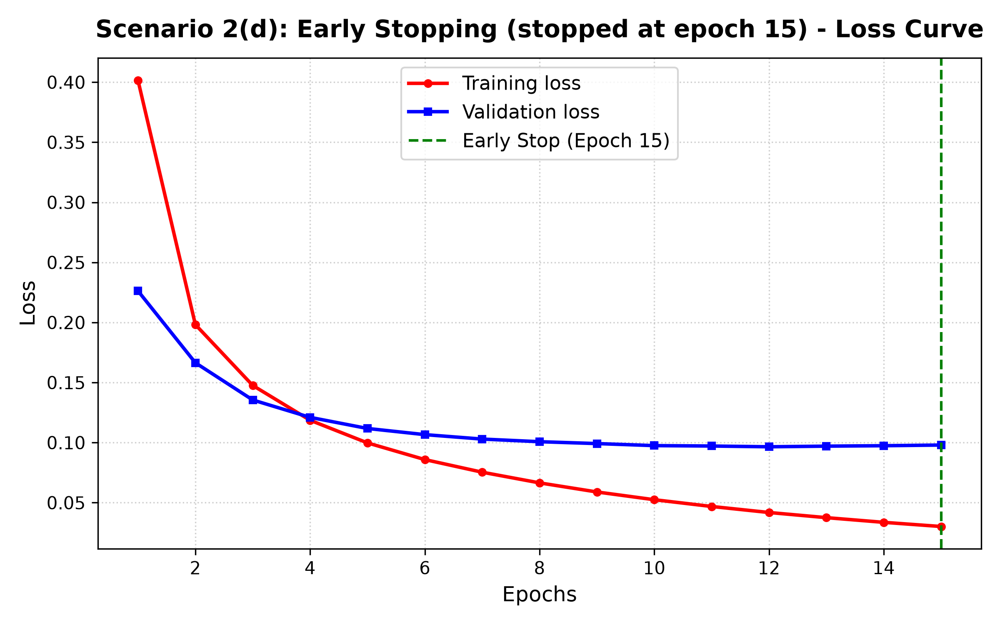 Scenario 2(d): Early Stopping (stopped at epoch 15) - Loss Curve
Training loss
Validation loss
Early Stop (Epoch 15)
0.40
0.35
0.30
0.25
0.20
0.15
0.10
0.05
Loss
2 4 6 8 10 12 14
Epochs